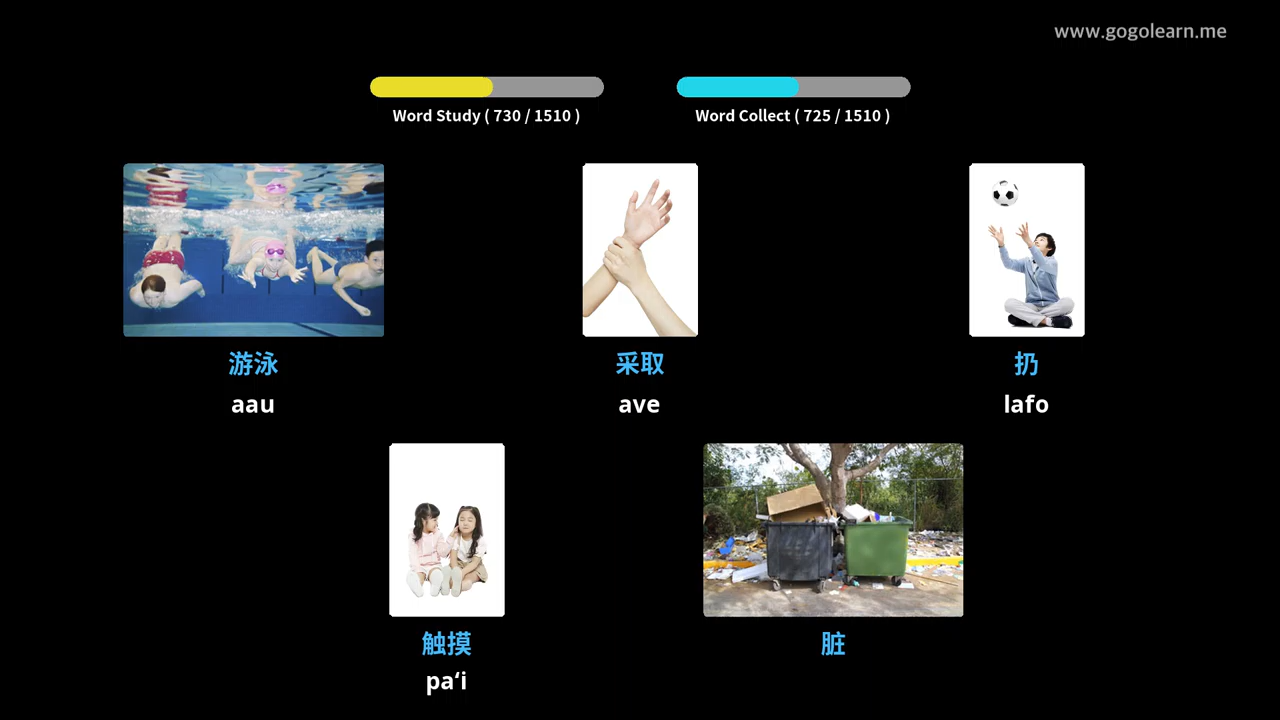 www.gogolearn.me
Word Study ( 730 / 1510 )
Word Collect ( 725 / 1510 )
游泳
aau
采取
ave
扔
lafo
触摸
paʻi
脏